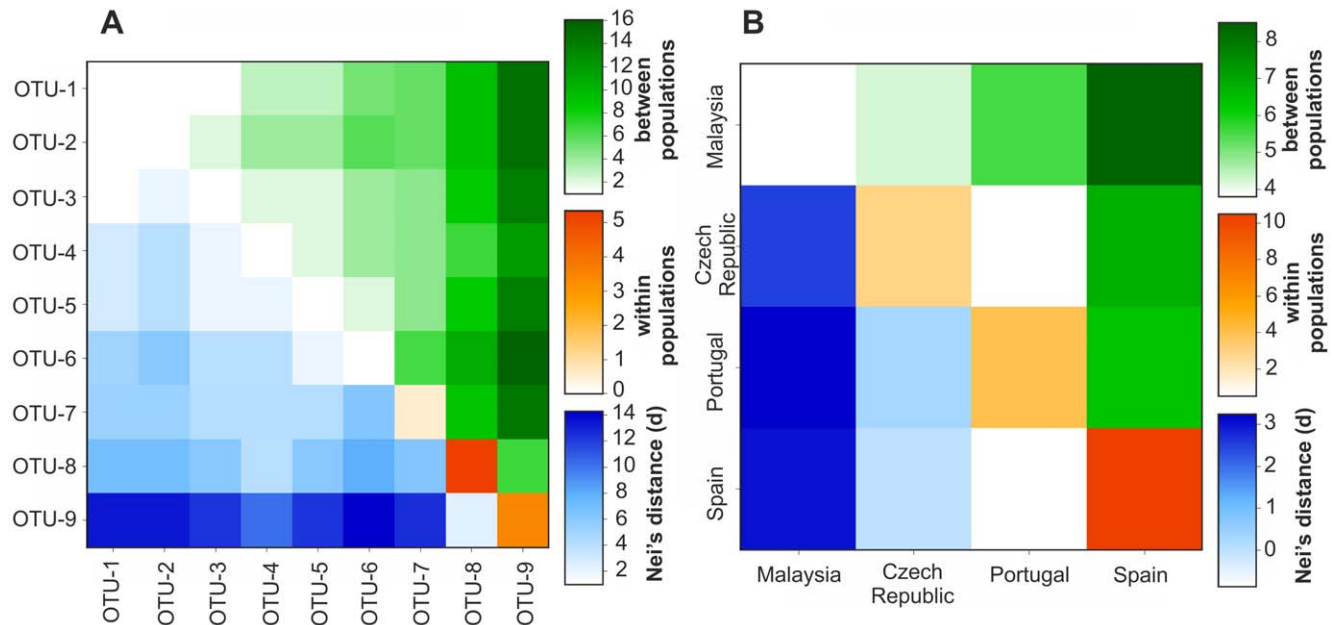 A
OTU-1
OTU-2
OTU-3
OTU-4
OTU-5
OTU-6
OTU-7
OTU-8
OTU-9
OTU-1
OTU-2
OTU-3
OTU-4
OTU-5
OTU-6
OTU-7
OTU-8
OTU-9
16
14
12
10
8
6
4
2
between
populations
5
4
3
2
1
0
within
populations
14
12
10
8
6
4
2
Nei's distance (d)
B
Malaysia
Czech
Republic
Portugal
Spain
Malaysia
Czech
Republic
Portugal
Spain
8
7
6
5
4
between
populations
10
8
6
4
2
within
populations
3
2
1
0
Nei's distance (d)